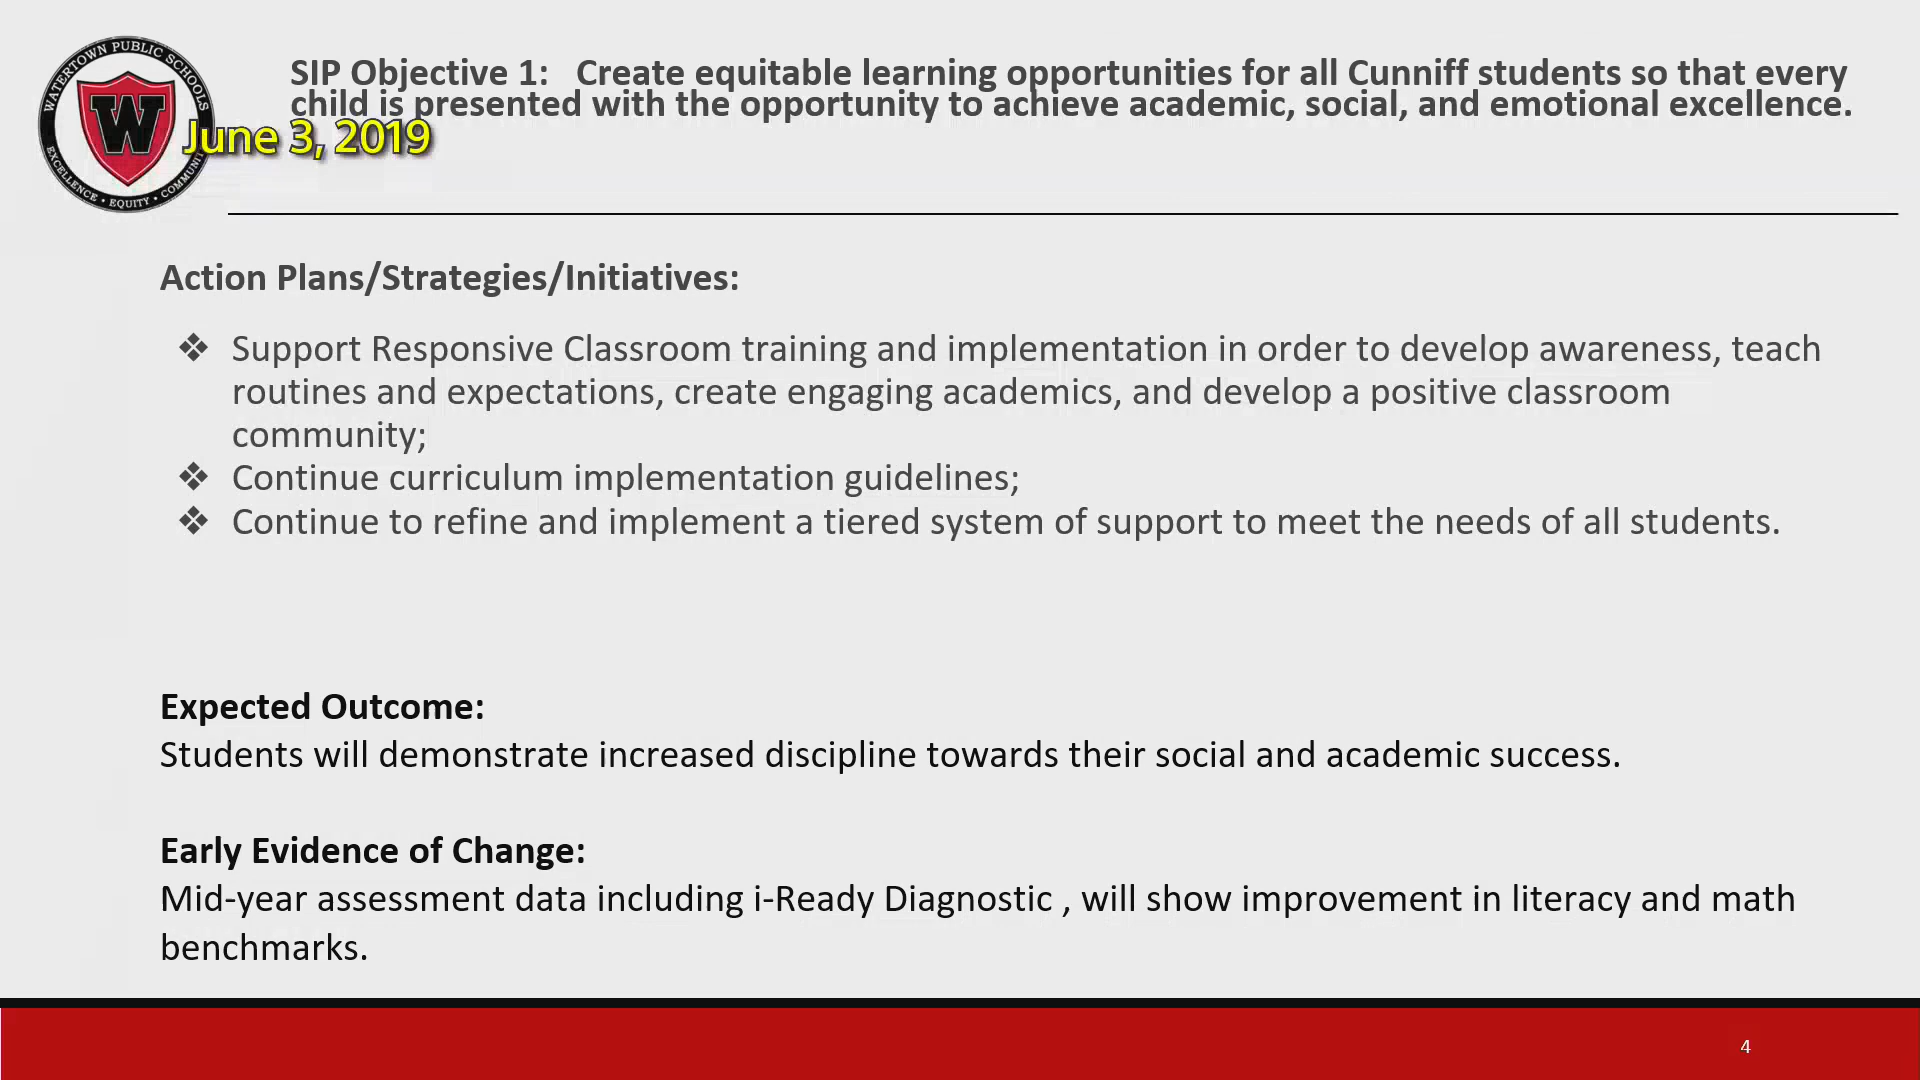 WATERTOWN PUBLIC SCHOOLS
W
EXCELLENCE • EQUITY • COMMUNI
SIP Objective 1: Create equitable learning opportunities for all Cunniff students so that every
child is presented with the opportunity to achieve academic, social, and emotional excellence.
June 3, 2019
Action Plans/Strategies/Initiatives:
❖ Support Responsive Classroom training and implementation in order to develop awareness, teach
routines and expectations, create engaging academics, and develop a positive classroom
community;
❖ Continue curriculum implementation guidelines;
❖ Continue to refine and implement a tiered system of support to meet the needs of all students.
Expected Outcome:
Students will demonstrate increased discipline towards their social and academic success.
Early Evidence of Change:
Mid-year assessment data including i-Ready Diagnostic , will show improvement in literacy and math
benchmarks.
4